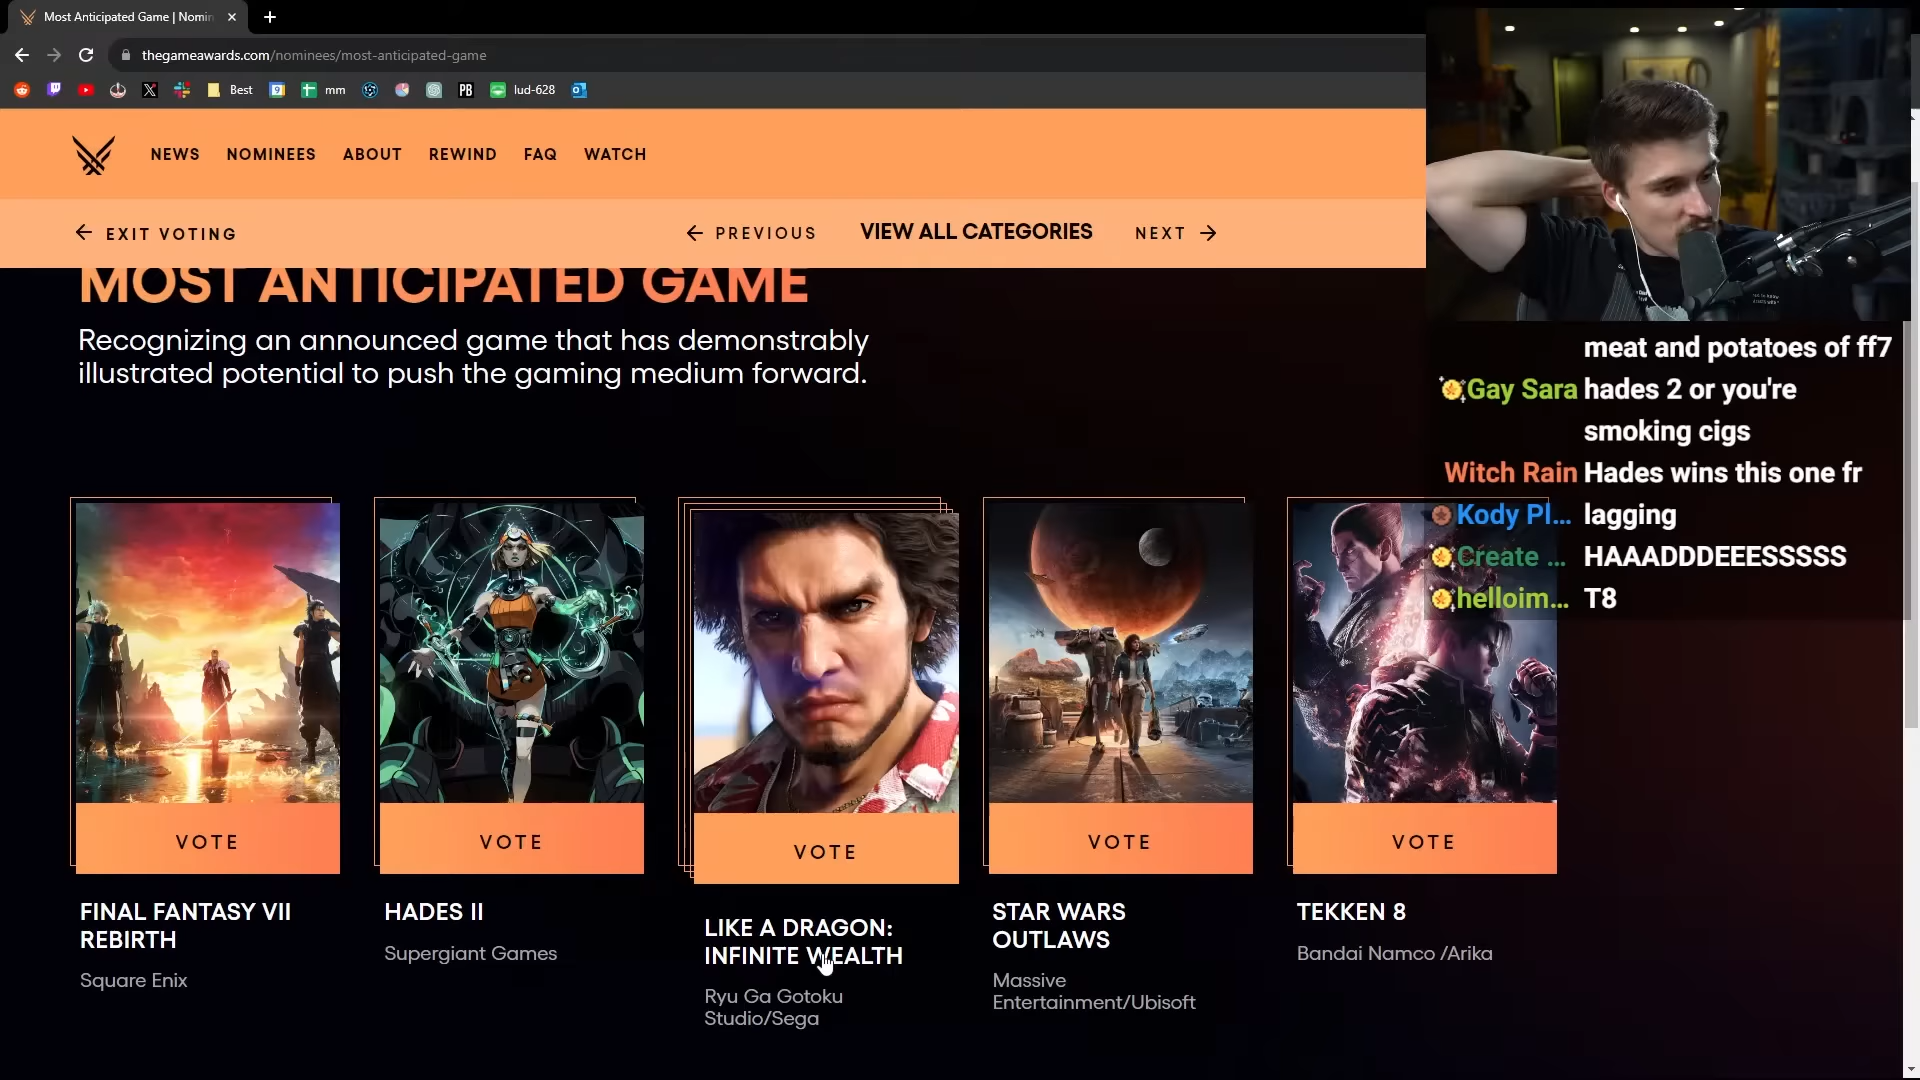 Most Anticipated Game | Nomin
thegameawards.com/nominees/most-anticipated-game
Best
mm
PB
lud-628
NEWS
NOMINEES
ABOUT
REWIND
FAQ
WATCH
EXIT VOTING
PREVIOUS
VIEW ALL CATEGORIES
NEXT
MOST ANTICIPATED GAME
Recognizing an announced game that has demonstrably
illustrated potential to push the gaming medium forward.
meat and potatoes of ff7
Gay Sara hades 2 or you're
smoking cigs
Witch Rain Hades wins this one fr
Kody Pl... lagging
Create ... HAAADDDEEESSSSS
helloim... T8
VOTE
VOTE
VOTE
VOTE
VOTE
FINAL FANTASY VII
REBIRTH
Square Enix
HADES II
Supergiant Games
LIKE A DRAGON:
INFINITE WEALTH
Ryu Ga Gotoku
Studio/Sega
STAR WARS
OUTLAWS
Massive
Entertainment/Ubisoft
TEKKEN 8
Bandai Namco /Arika